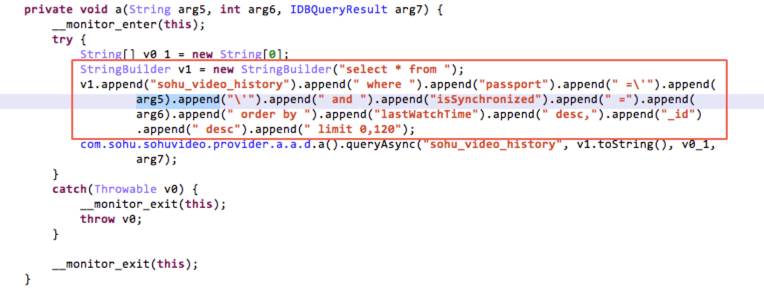 private void a(String arg5, int arg6, IDBQueryResult arg7) {
__monitor_enter(this);
try {
String[] v0_1 = new String[0];
StringBuilder v1 = new StringBuilder("select * from ");
v1.append("sohu_video_history").append(" where ").append("passport").append(" =\'").append(
arg5).append("\'").append(" and ").append("isSynchronized").append(" =").append(
arg6).append(" order by ").append("lastWatchTime").append(" desc,").append("_id")
.append(" desc").append(" limit 0,120");
com.sohu.sohuvideo.provider.a.a.d.a().queryAsync("sohu_video_history", v1.toString(), v0_1,
arg7);
}
catch(Throwable v0) {
__monitor_exit(this);
throw v0;
}
__monitor_exit(this);
}